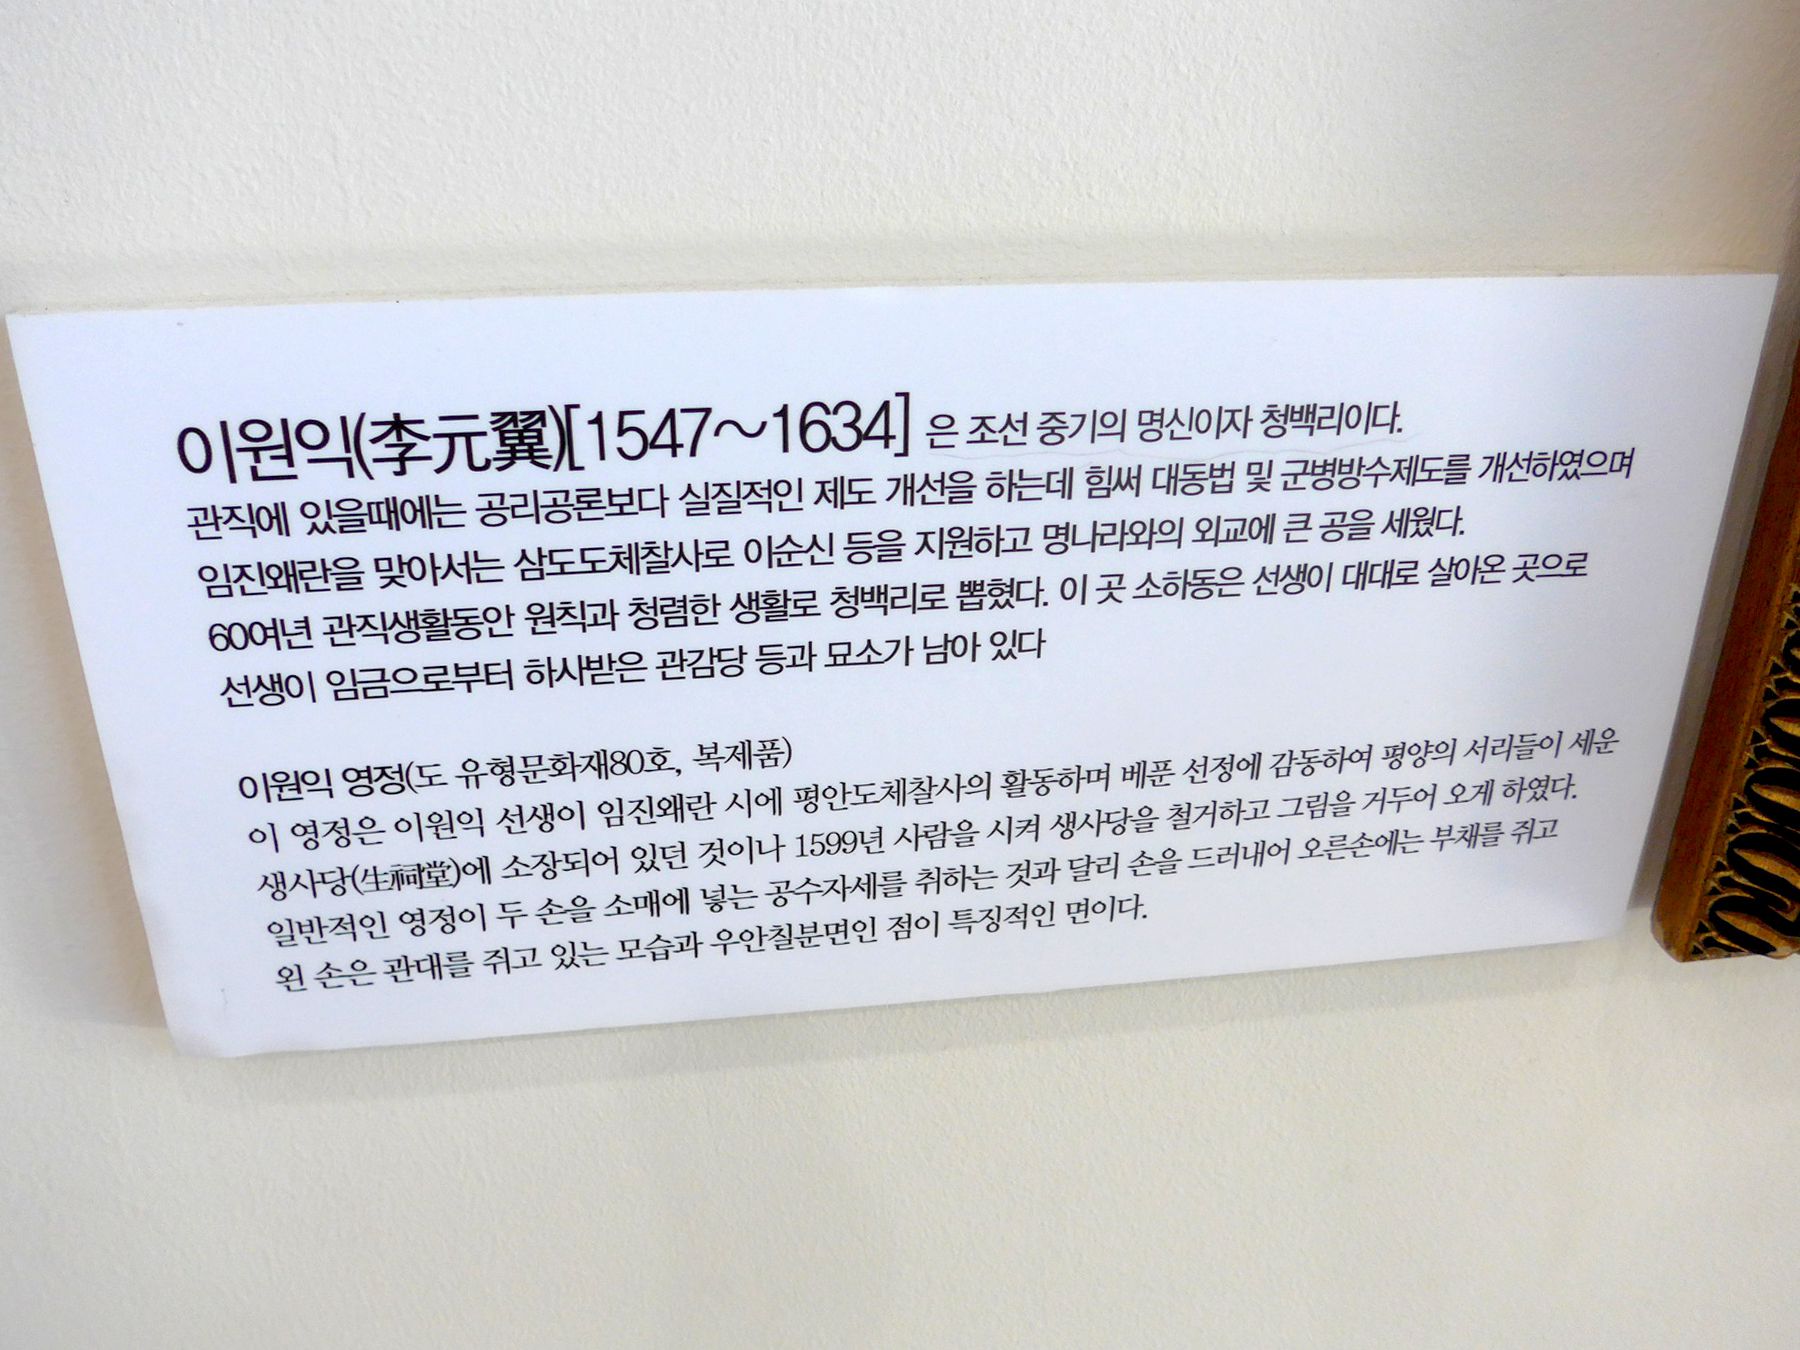 이원익(李元翼)[1547~1634] 은 조선 중기의 명신이자 청백리이다.
관직에 있을때에는 공리공론보다 실질적인 제도 개선을 하는데 힘써 대동법 및 군병방수제도를 개선하였으며
임진왜란을 맞아서는 삼도도체찰사로 이순신 등을 지원하고 명나라와의 외교에 큰 공을 세웠다.
60여년 관직생활동안 원칙과 청렴한 생활로 청백리로 뽑혔다. 이 곳 소하동은 선생이 대대로 살아온 곳으로
선생이 임금으로부터 하사받은 관감당 등과 묘소가 남아 있다
이원익 영정(도 유형문화재80호, 복제품)
이 영정은 이원익 선생이 임진왜란 시에 평안도체찰사의 활동하며 베푼 선정에 감동하여 평양의 서리들이 세운
생사당(生祠堂)에 소장되어 있던 것이나 1599년 사람을 시켜 생사당을 철거하고 그림을 거두어 오게 하였다.
일반적인 영정이 두 손을 소매에 넣는 공수자세를 취하는 것과 달리 손을 드러내어 오른손에는 부채를 쥐고
왼 손은 관대를 쥐고 있는 모습과 우안칠분면인 점이 특징적인 면이다.